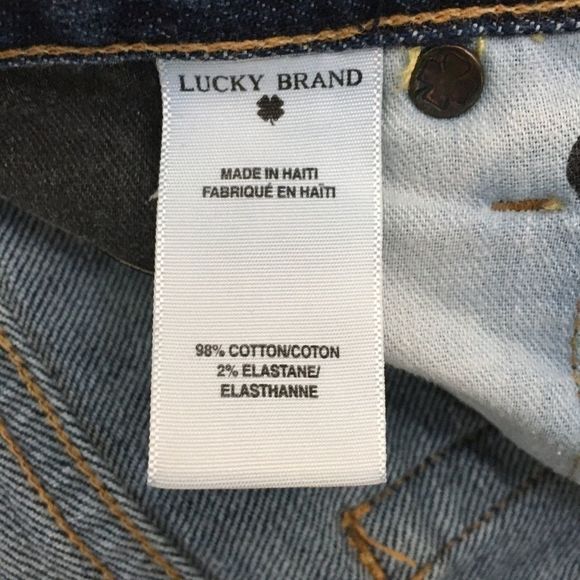 LUCKY BRAND
MADE IN HAITI
FABRIQUÉ EN HAÏTI
98% COTTON/COTON
2% ELASTANE/
ELASTHANNE